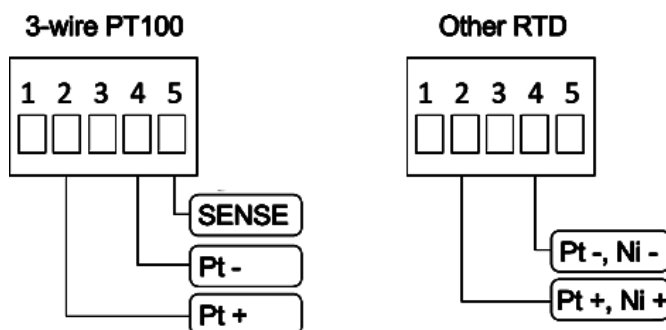 3-wire PT100
1 2 3 4 5
SENSE
Pt -
Pt +
Other RTD
1 2 3 4 5
Pt -, Ni -
Pt +, Ni +